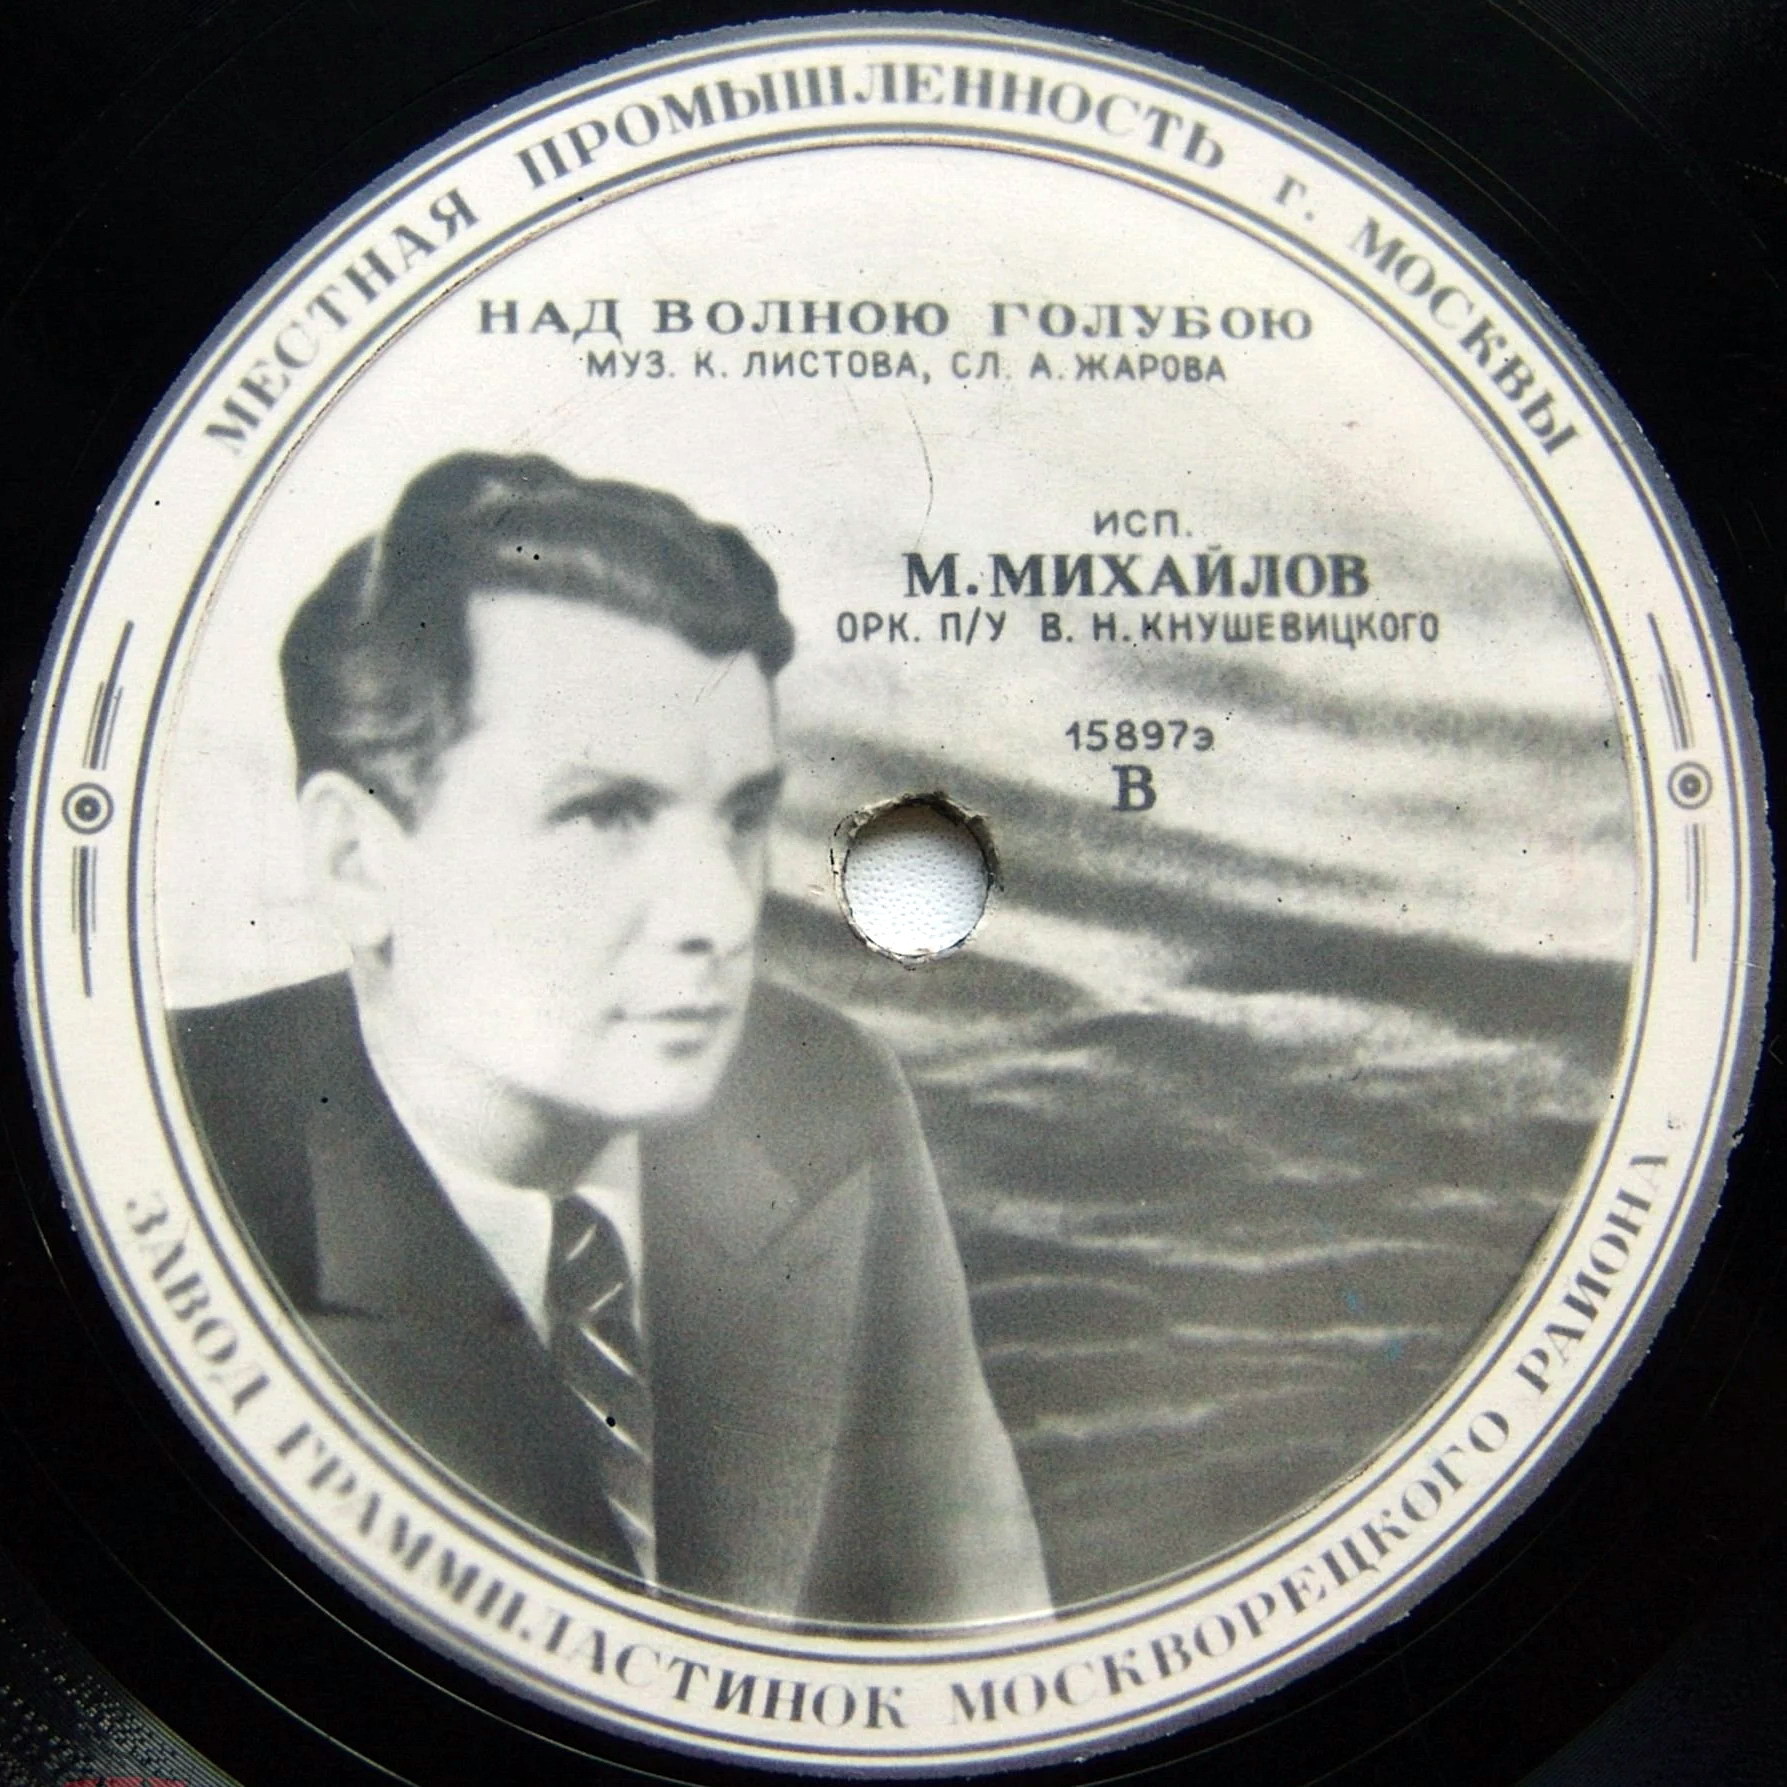 МЕСТНАЯ ПРОМЫШЛЕННОСТЬ г. МОСКВЫ
НАД ВОЛНОЮ ГОЛУБОЮ
МУЗ. К. ЛИСТОВА, СЛ. А. ЖАРОВА
ИСП.
М. МИХАЙЛОВ
ОРК. П/У В. Н. КНУШЕВИЦКОГО
15897э
В
ЗАВОД ГРАММПЛАСТИНОК МОСКВОРЕЦКОГО РАЙОНА